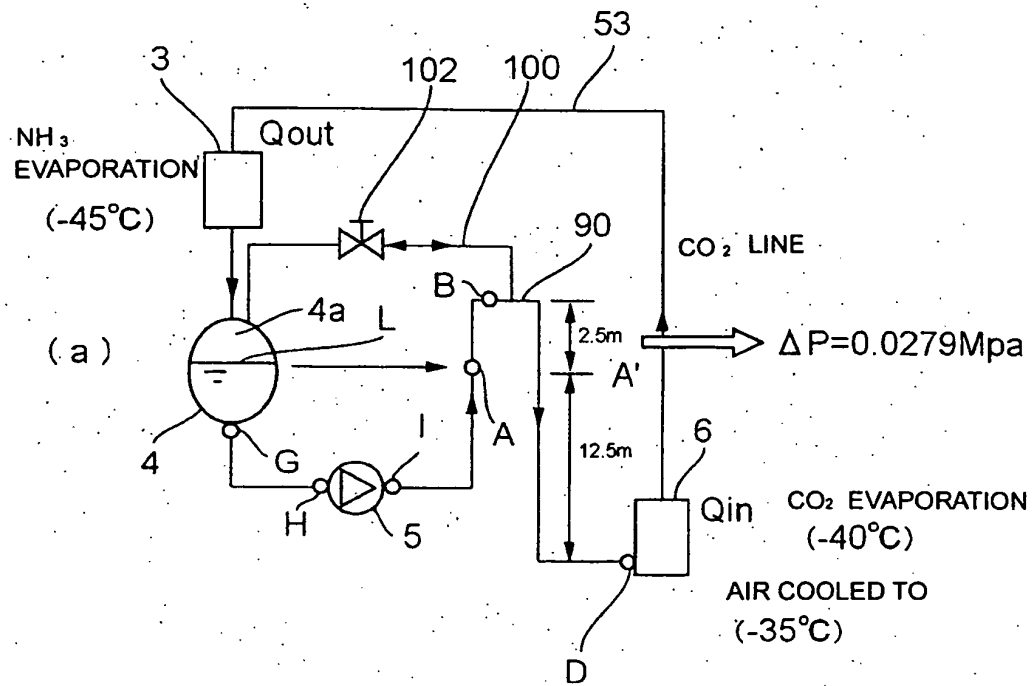 53
3
102
100
Qout
NH₃
EVAPORATION
(-45°C)
90
CO₂ LINE
B
4a
L
2.5m
(a)
ΔP=0.0279Mpa
A'
A
I
4
G
12.5m
6
H
5
Qin
CO₂ EVAPORATION
(-40°C)
AIR COOLED TO
(-35°C)
D